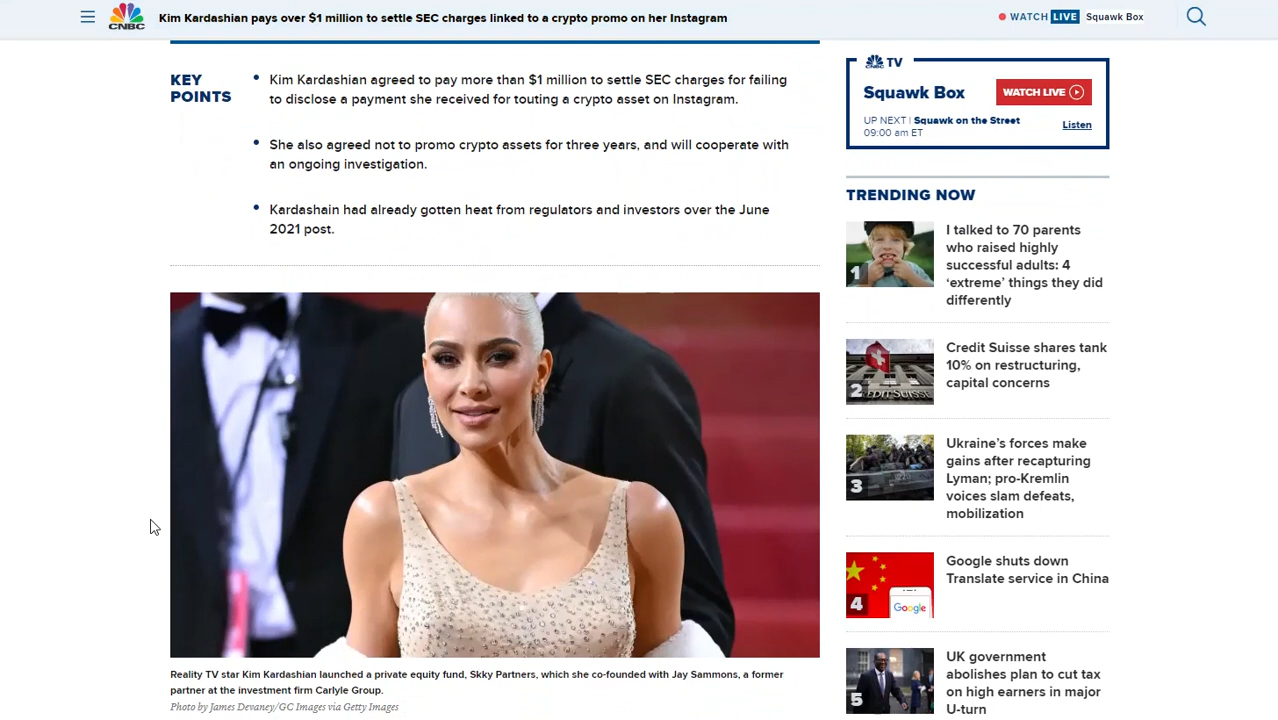 CNBC
Kim Kardashian pays over $1 million to settle SEC charges linked to a crypto promo on her Instagram
WATCH LIVE Squawk Box
KEY
POINTS
Kim Kardashian agreed to pay more than $1 million to settle SEC charges for failing
to disclose a payment she received for touting a crypto asset on Instagram.
She also agreed not to promo crypto assets for three years, and will cooperate with
an ongoing investigation.
Kardashain had already gotten heat from regulators and investors over the June
2021 post.
Reality TV star Kim Kardashian launched a private equity fund, Skky Partners, which she co-founded with Jay Sammons, a former
partner at the investment firm Carlyle Group.
Photo by James Devaney/GC Images via Getty Images
CNBC TV
Squawk Box
WATCH LIVE
UP NEXT | Squawk on the Street
09:00 am ET
Listen
TRENDING NOW
1
I talked to 70 parents
who raised highly
successful adults: 4
‘extreme’ things they did
differently
CREDIT SUISSE
2
Credit Suisse shares tank
10% on restructuring,
capital concerns
3
Ukraine’s forces make
gains after recapturing
Lyman; pro-Kremlin
voices slam defeats,
mobilization
Google
4
Google shuts down
Translate service in China
5
UK government
abolishes plan to cut tax
on high earners in major
U-turn